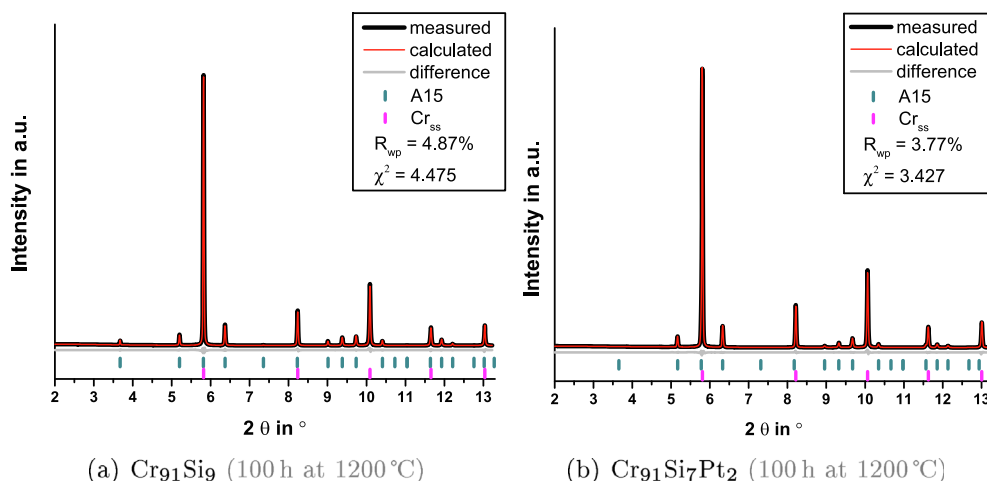 measured
calculated
difference
A15
Cr_ss
R_wp = 4.87%
χ² = 4.475
Intensity in a.u.
2 3 4 5 6 7 8 9 10 11 12 13
2 θ in °
(a) Cr₉₁Si₉ (100 h at 1200 °C)
measured
calculated
difference
A15
Cr_ss
R_wp = 3.77%
χ² = 3.427
Intensity in a.u.
2 3 4 5 6 7 8 9 10 11 12 13
2 θ in °
(b) Cr₉₁Si₇Pt₂ (100 h at 1200 °C)